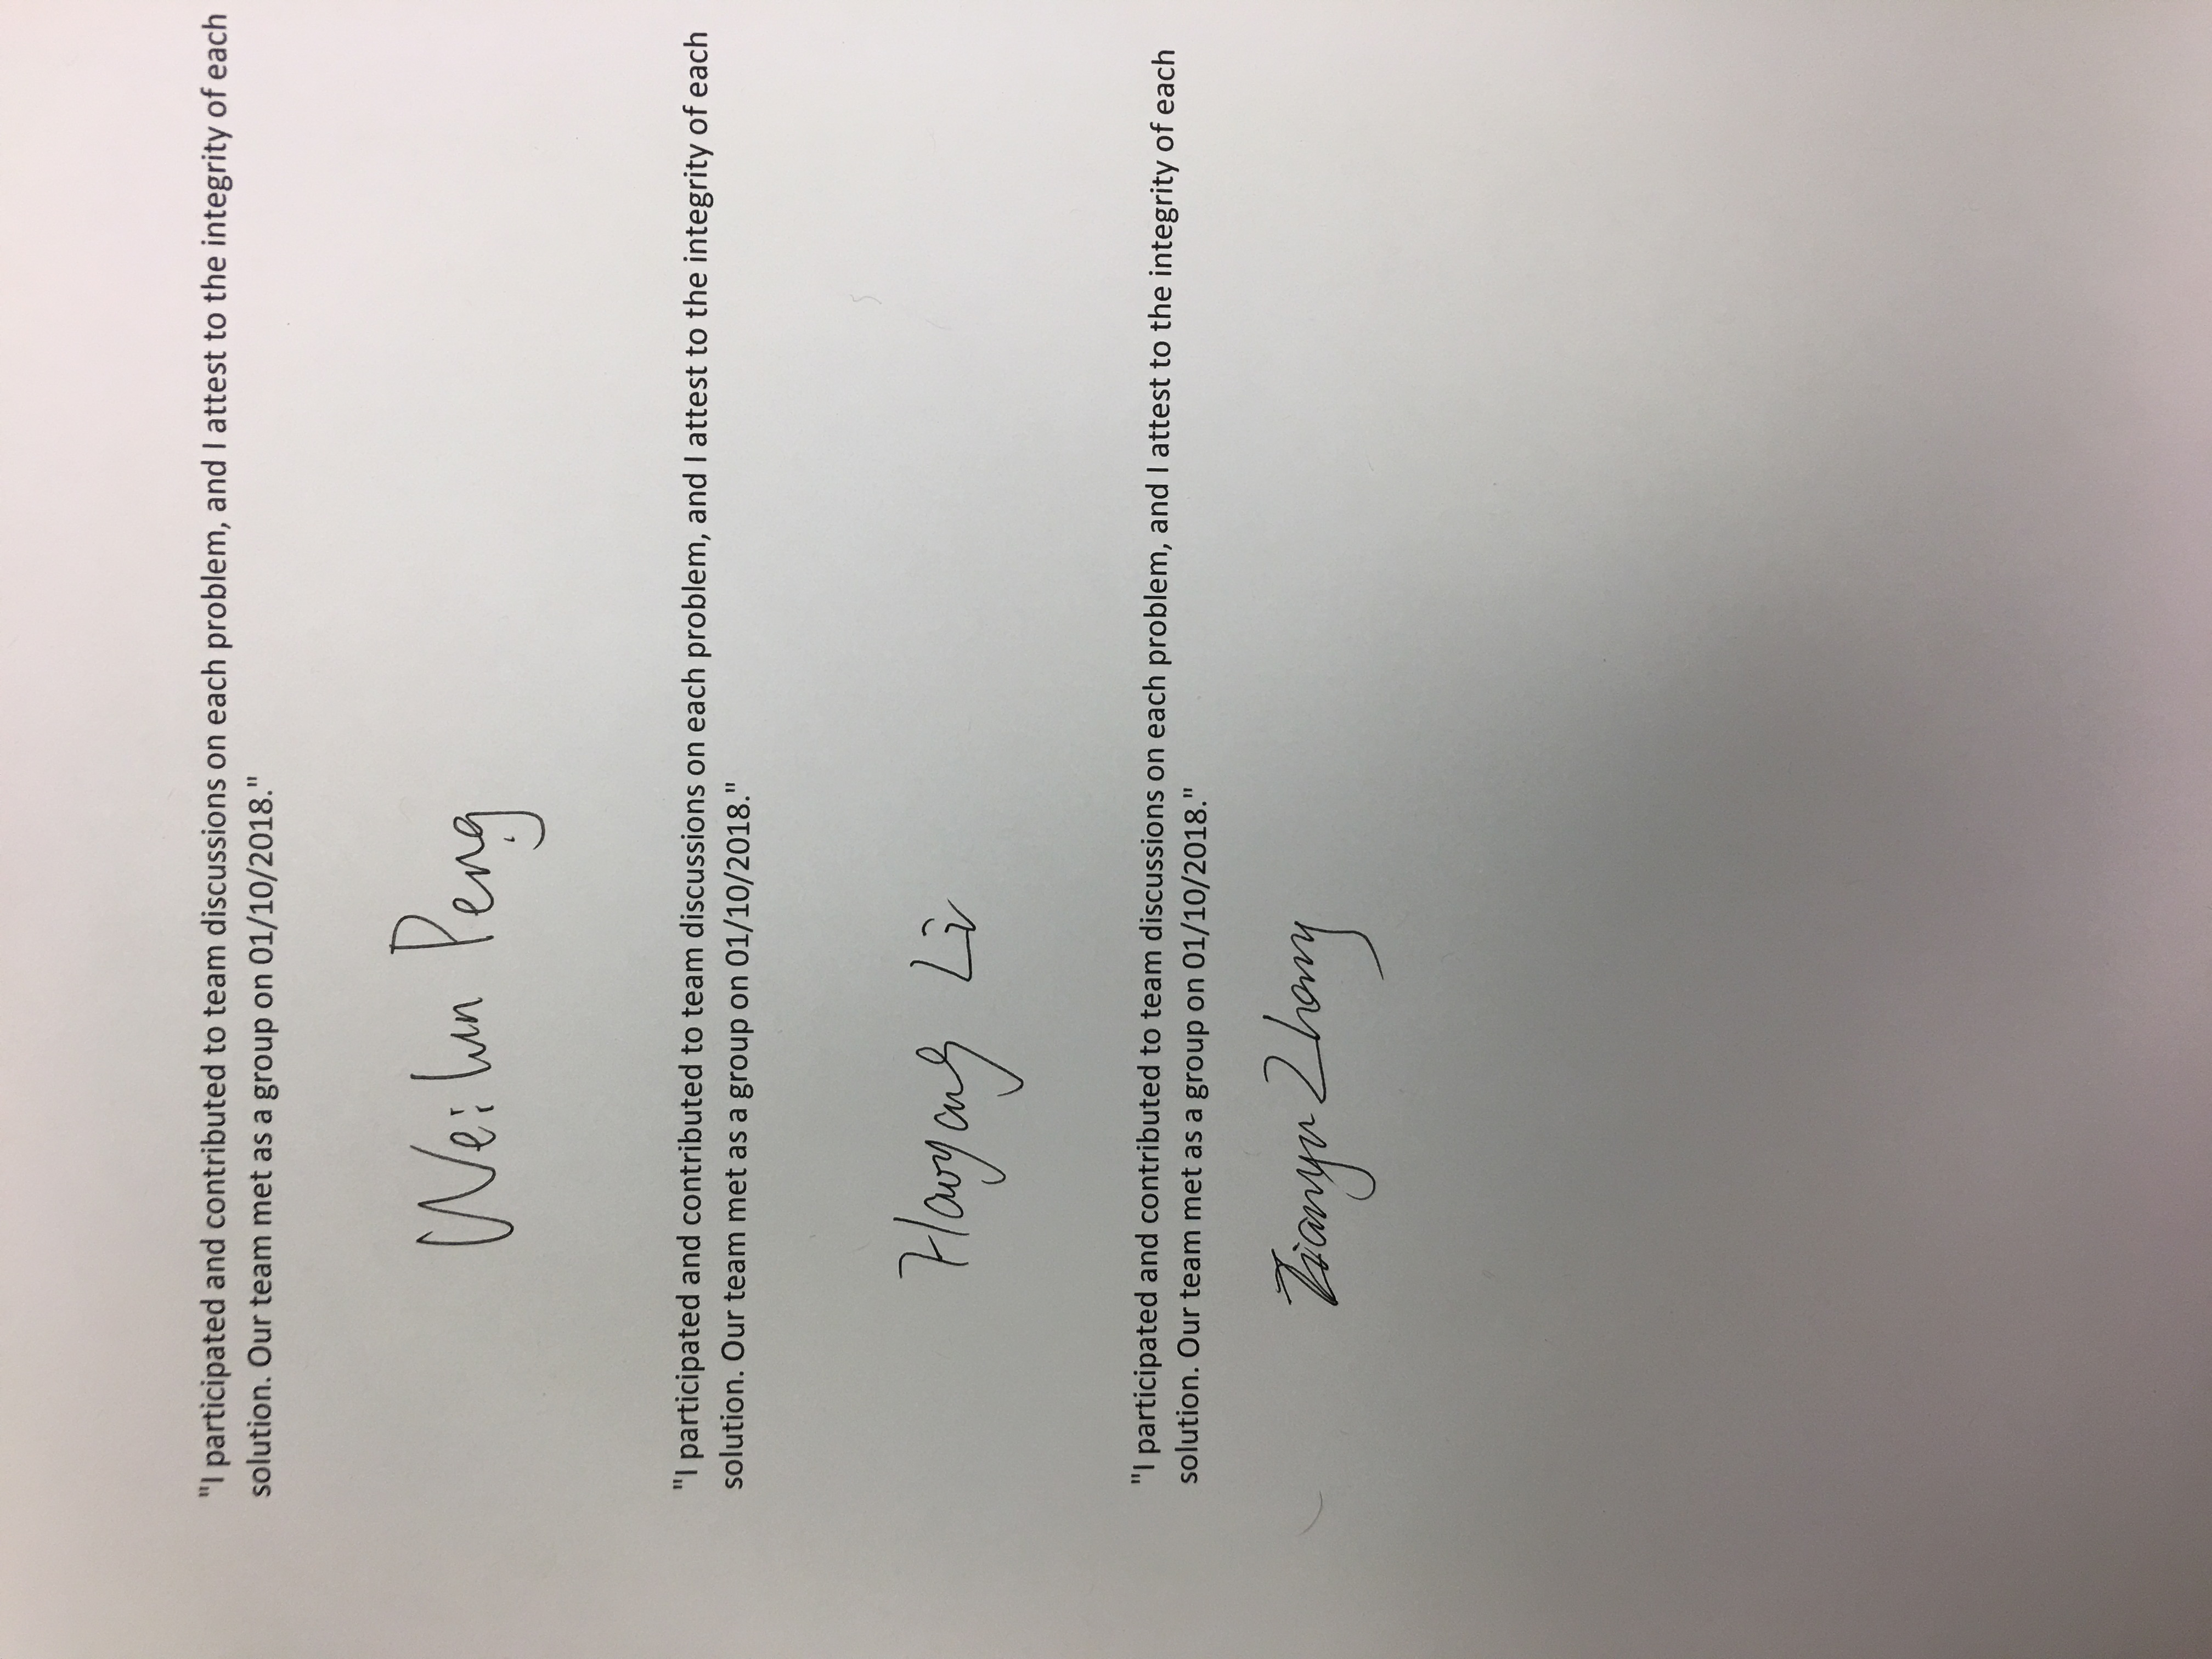 "I participated and contributed to team discussions on each problem, and I attest to the integrity of each
solution. Our team met as a group on 01/10/2018."
Weilun Peng
"I participated and contributed to team discussions on each problem, and I attest to the integrity of each
solution. Our team met as a group on 01/10/2018."
Haoyang Li
"I participated and contributed to team discussions on each problem, and I attest to the integrity of each
solution. Our team met as a group on 01/10/2018."
Tianyu Zhang